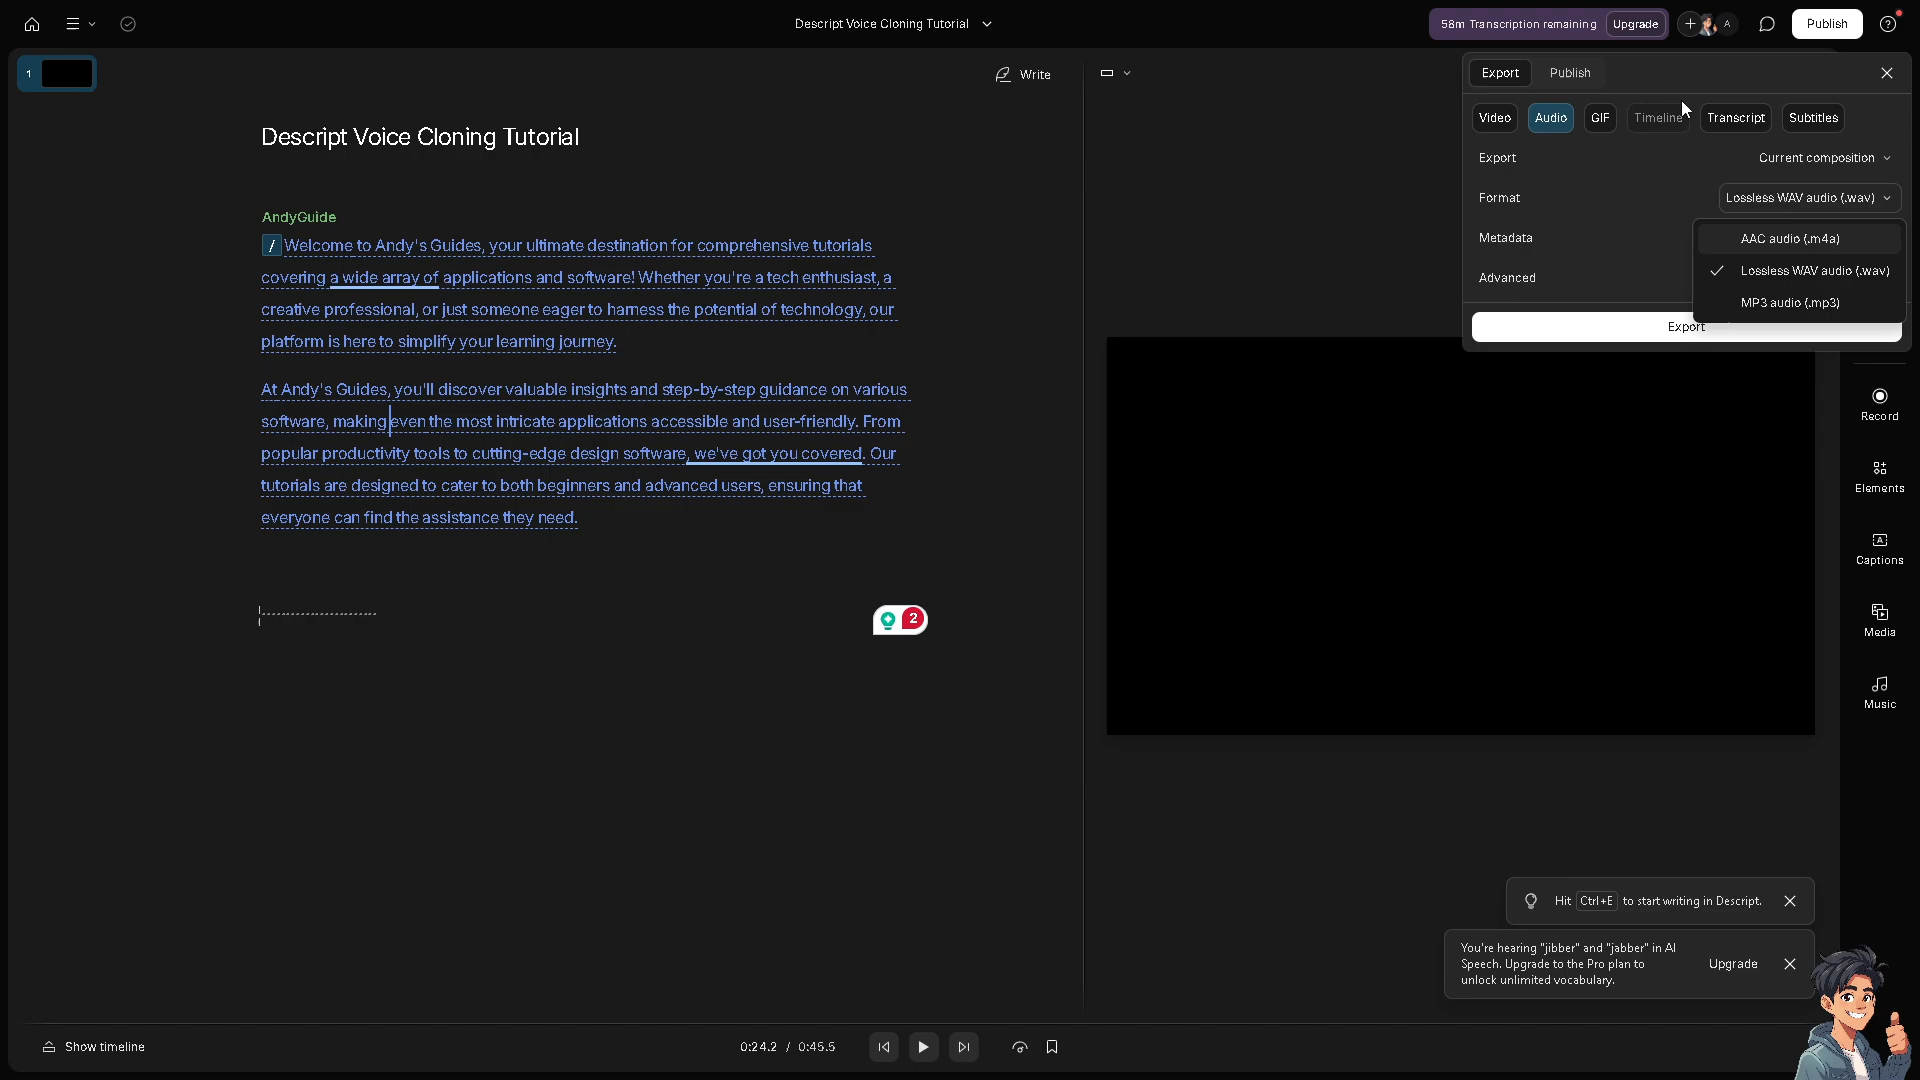 Descript Voice Cloning Tutorial
58m Transcription remaining
Upgrade
A
Publish
1
Write
Export
Publish
Video
Audio
GIF
Timeline
Transcript
Subtitles
Export
Current composition
Format
Lossless WAV audio (.wav)
Metadata
AAC audio (.m4a)
Lossless WAV audio (.wav)
Advanced
MP3 audio (.mp3)
Export
Descript Voice Cloning Tutorial
AndyGuide
/ Welcome to Andy's Guides, your ultimate destination for comprehensive tutorials
covering a wide array of applications and software! Whether you're a tech enthusiast, a
creative professional, or just someone eager to harness the potential of technology, our
platform is here to simplify your learning journey.
At Andy's Guides, you'll discover valuable insights and step-by-step guidance on various
software, making even the most intricate applications accessible and user-friendly. From
popular productivity tools to cutting-edge design software, we've got you covered. Our
tutorials are designed to cater to both beginners and advanced users, ensuring that
everyone can find the assistance they need.
2
Record
Elements
Captions
Media
Music
Hit Ctrl+E to start writing in Descript.
You're hearing "jibber" and "jabber" in AI
Speech. Upgrade to the Pro plan to
unlock unlimited vocabulary.
Upgrade
Show timeline
0:24.2 / 0:45.5